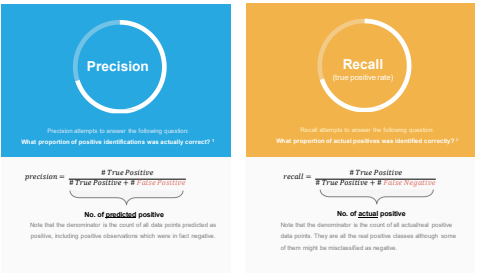 Precision
Precision attempts to answer the following question:
What proportion of positive identifications was actually correct? ¹
precision = # True Positive
# True Positive + # False Positive
No. of predicted positive
Note that the denominator is the count of all data points predicted as
positive, including positive observations which were in fact negative.
Recall
(true positive rate)
Recall attempts to answer the following question:
What proportion of actual positives was identified correctly?
recall = # True Positive
# True Positive + # False Negative
No. of actual positive
Note that the denominator is the count of all actual/real positive
data points. They are all the real positive classes although some
of them might be misclassified as negative.